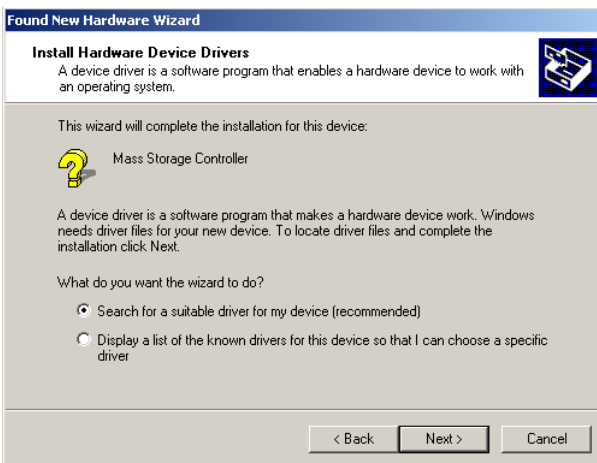 Found New Hardware Wizard
Install Hardware Device Drivers
A device driver is a software program that enables a hardware device to work with
an operating system.
This wizard will complete the installation for this device:
Mass Storage Controller
A device driver is a software program that makes a hardware device work. Windows
needs driver files for your new device. To locate driver files and complete the
installation click Next.
What do you want the wizard to do?
Search for a suitable driver for my device (recommended)
Display a list of the known drivers for this device so that I can choose a specific
driver
< Back
Next >
Cancel